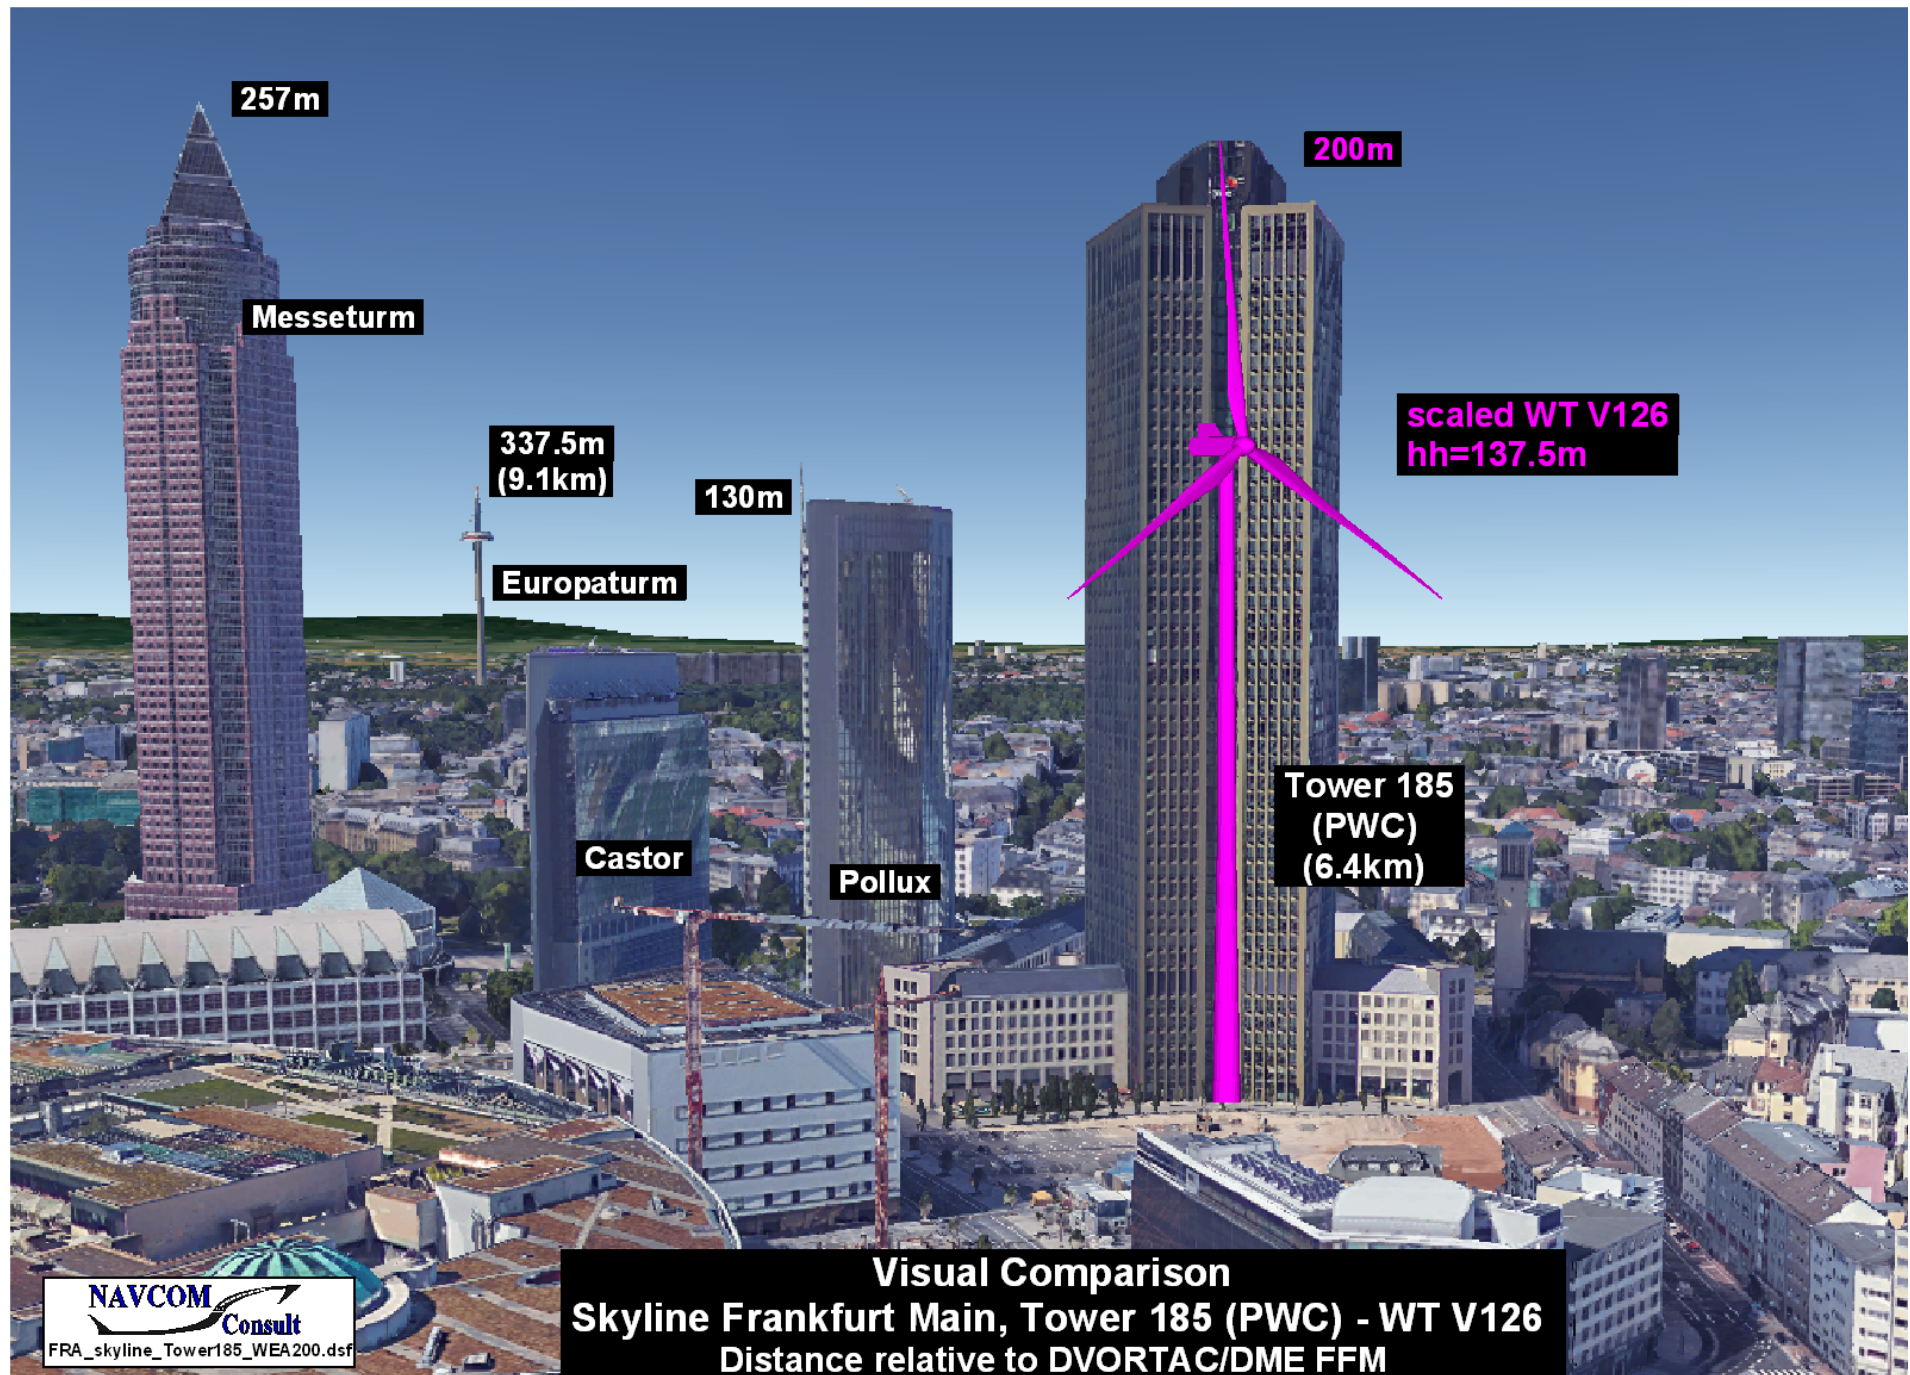 257m
200m
Messeturm
scaled WT V126
hh=137.5m
337.5m
(9.1km)
130m
Europaturm
Tower 185
(PWC)
(6.4km)
Castor
Pollux
Visual Comparison
Skyline Frankfurt Main, Tower 185 (PWC) - WT V126
Distance relative to DVORTAC/DME FFM
NAVCOM
Consult
FRA_skyline_Tower185_WEA200.dsf